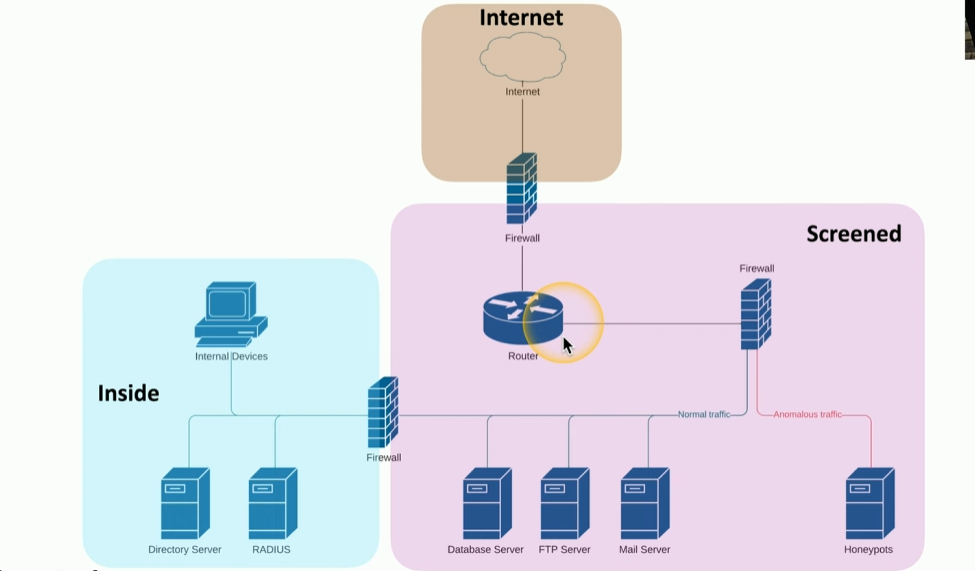 Internet
Internet
Firewall
Screened
Firewall
Router
Internal Devices
Inside
Normal traffic
Anomalous traffic
Firewall
Directory Server
RADIUS
Database Server
FTP Server
Mail Server
Honeypots